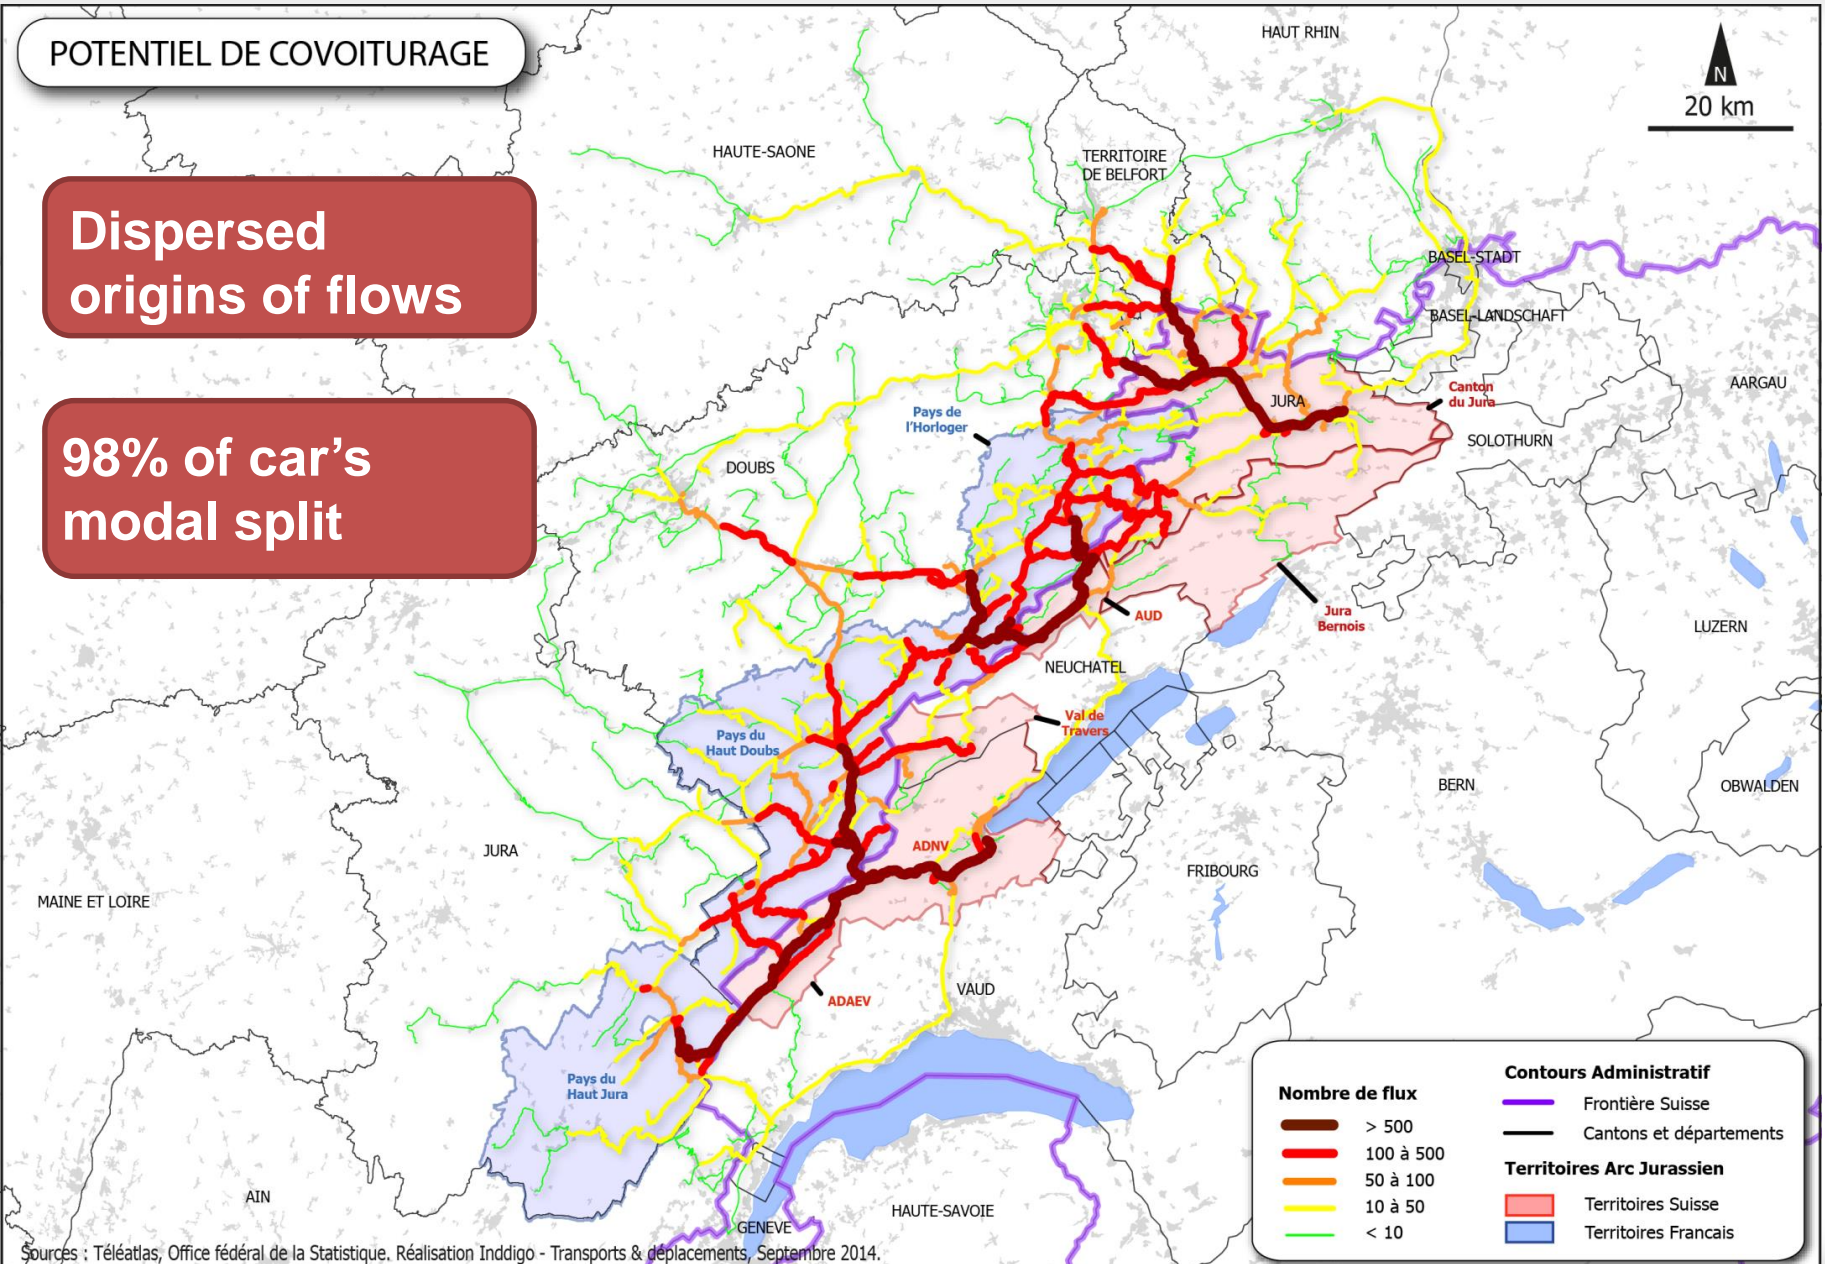 POTENTIEL DE COVOITURAGE
HAUT RHIN
N
20 km
HAUTE-SAONE
TERRITOIRE
DE BELFORT
Dispersed
origins of flows
BASEL-STADT
BASEL-LANDSCHAFT
AARGAU
Canton
du Jura
JURA
Pays de
l'Horloger
SOLOTHURN
98% of car's
modal split
DOUBS
AUD
Jura
Bernois
LUZERN
NEUCHATEL
Val de
Travers
Pays du
Haut Doubs
BERN
OBWALDEN
ADNV
JURA
FRIBOURG
MAINE ET LOIRE
VAUD
ADAEV
Pays du
Haut Jura
AIN
HAUTE-SAVOIE
GENEVE
Nombre de flux
> 500
100 à 500
50 à 100
10 à 50
< 10
Contours Administratif
Frontière Suisse
Cantons et départements
Territoires Arc Jurassien
Territoires Suisse
Territoires Francais
Sources : Téléatlas, Office fédéral de la Statistique. Réalisation Inddigo - Transports & déplacements, Septembre 2014.